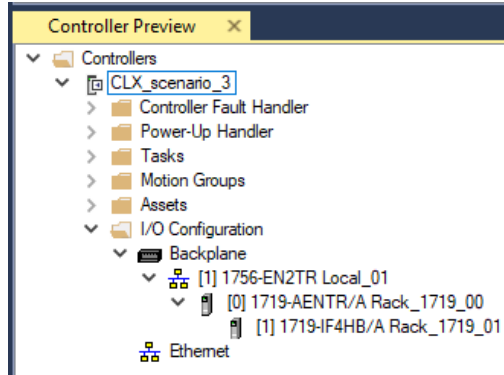 Controller Preview
Controllers
CLX_scenario_3
Controller Fault Handler
Power-Up Handler
Tasks
Motion Groups
Assets
I/O Configuration
Backplane
[1] 1756-EN2TR Local_01
[0] 1719-AENTR/A Rack_1719_00
[1] 1719-IF4HB/A Rack_1719_01
Ethernet